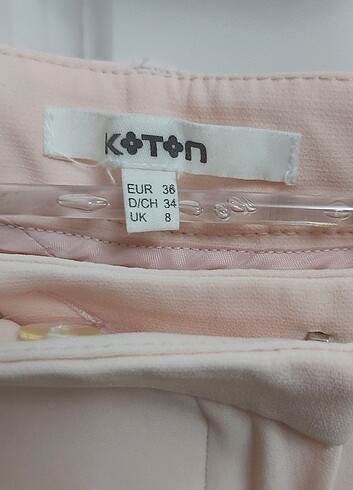 KOTON
EUR 36
D/CH 34
UK 8